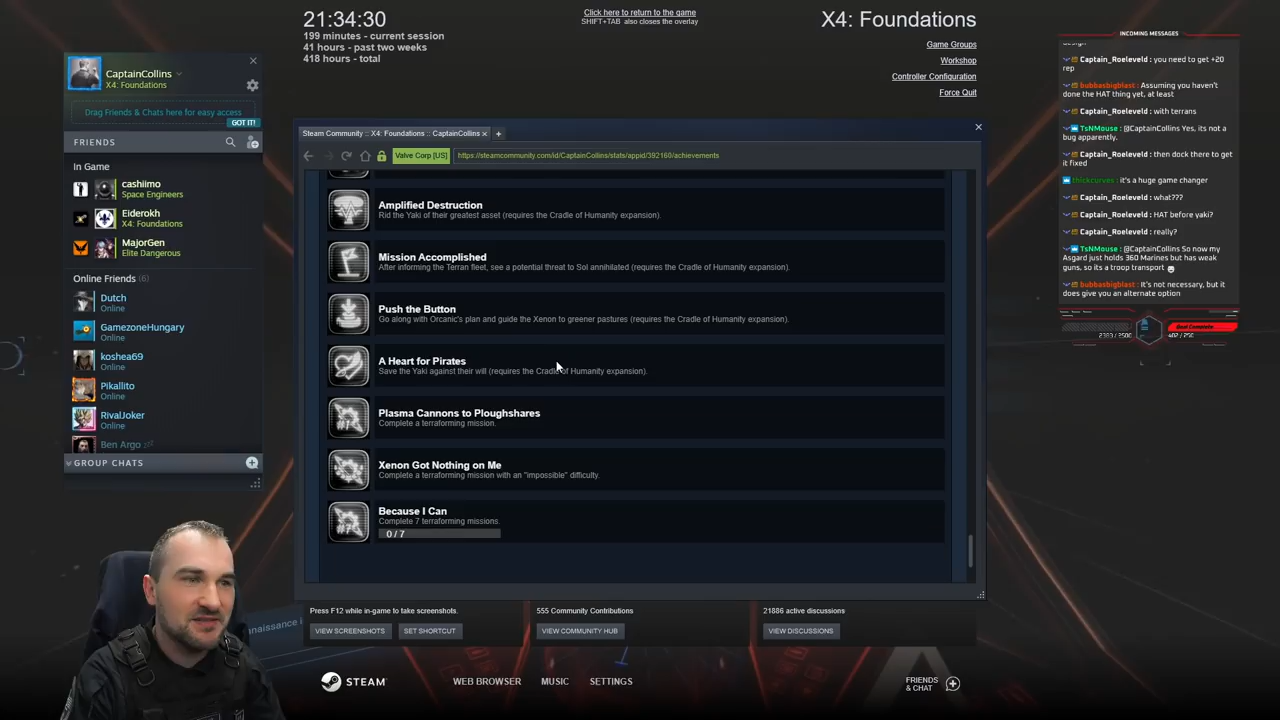 21:34:30
199 minutes - current session
41 hours - past two weeks
418 hours - total
Click here to return to the game
SHIFT+TAB also closes the overlay
X4: Foundations
Game Groups
Workshop
Controller Configuration
Force Quit
CaptainCollins
X4: Foundations
Drag Friends & Chats here for easy access
GOT IT!
FRIENDS
In Game
cashiimo
Space Engineers
Eiderokh
X4: Foundations
MajorGen
Elite Dangerous
Online Friends (6)
Dutch
Online
GamezoneHungary
Online
koshea69
Online
Pikallito
Online
RivalJoker
Online
Ben Argo
GROUP CHATS
Steam Community :: X4: Foundations :: CaptainCollins
Valve Corp [US]
https://steamcommunity.com/id/CaptainCollins/stats/appid/392160/achievements
Amplified Destruction
Rid the Yaki of their greatest asset (requires the Cradle of Humanity expansion).
Mission Accomplished
After informing the Terran fleet, see a potential threat to Sol annihilated (requires the Cradle of Humanity expansion).
Push the Button
Go along with Orcanic's plan and guide the Xenon to greener pastures (requires the Cradle of Humanity expansion).
A Heart for Pirates
Save the Yaki against their will (requires the Cradle of Humanity expansion).
Plasma Cannons to Ploughshares
Complete a terraforming mission.
Xenon Got Nothing on Me
Complete a terraforming mission with an "impossible" difficulty.
Because I Can
Complete 7 terraforming missions.
0 / 7
Press F12 while in-game to take screenshots.
VIEW SCREENSHOTS
SET SHORTCUT
555 Community Contributions
VIEW COMMUNITY HUB
21886 active discussions
VIEW DISCUSSIONS
STEAM
WEB BROWSER
MUSIC
SETTINGS
FRIENDS
& CHAT
INCOMING MESSAGES
Captain_Roeleveld : you need to get +20
rep
bubbasbigblast : Assuming you haven't
done the HAT thing yet, at least
Captain_Roeleveld : with terrans
TsNMouse : @CaptainCollins Yes, its not a
bug apperently.
Captain_Roeleveld : then dock there to get
it fixed
thickcurves : it's a huge game changer
Captain_Roeleveld : what???
Captain_Roeleveld : HAT before yaki?
Captain_Roeleveld : really?
TsNMouse : @CaptainCollins So now my
Asgard just holds 360 Marines but has weak
guns, so its a troop transport
bubbasbigblast : It's not necessary, but it
does give you an alternate option